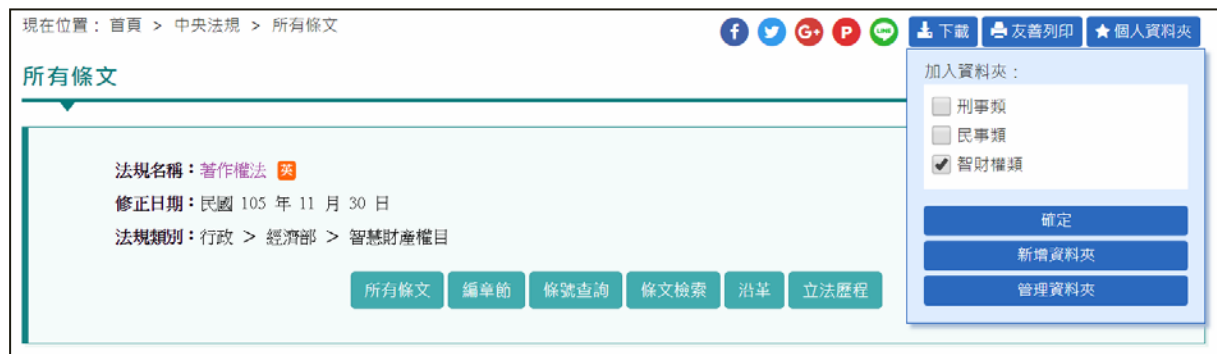 現在位置： 首頁 > 中央法規 > 所有條文
f G+ P LINE 下載 友善列印 個人資料夾
所有條文
加入資料夾：
刑事類
民事類
智財權類
確定
新增資料夾
管理資料夾
法規名稱：著作權法 英
修正日期：民國 105 年 11 月 30 日
法規類別：行政 > 經濟部 > 智慧財產權目
所有條文 編章節 條號查詢 條文檢索 沿革 立法歷程